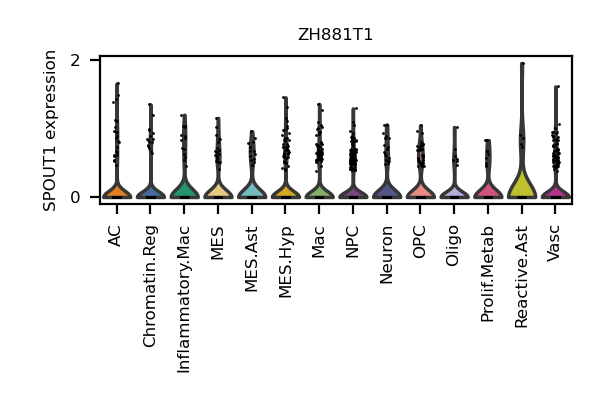 ZH881T1
SPOUT1 expression
2
0
AC
Chromatin.Reg
Inflammatory.Mac
MES
MES.Ast
MES.Hyp
Mac
NPC
Neuron
OPC
Oligo
Prolif.Metab
Reactive.Ast
Vasc